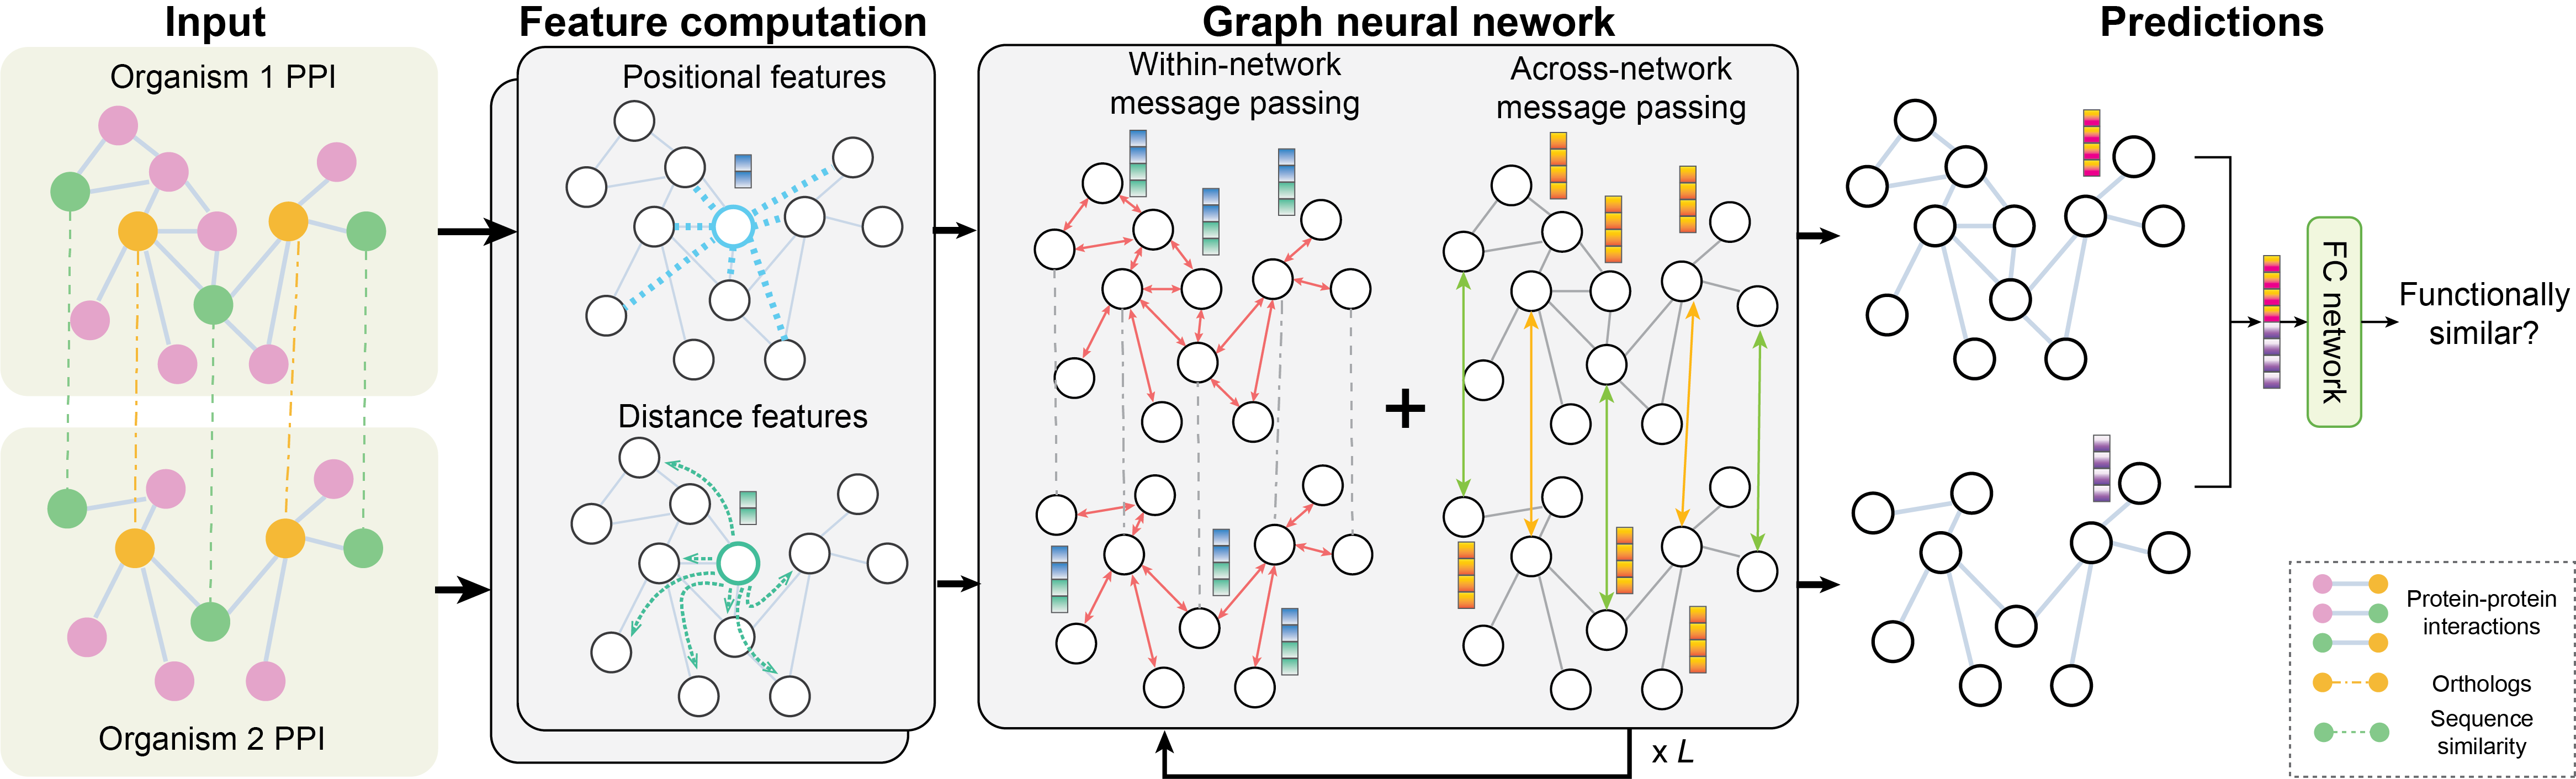 Input
Feature computation
Graph neural nework
Predictions
Organism 1 PPI
Organism 2 PPI
Positional features
Distance features
Within-network
message passing
Across-network
message passing
+
x L
FC network
Functionally
similar?
Protein-protein
interactions
Orthologs
Sequence
similarity